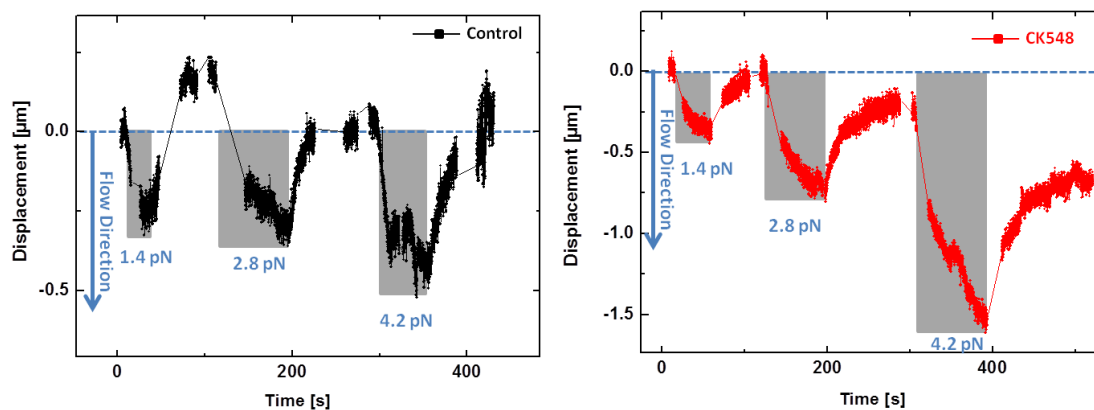 Control
Displacement [µm]
0.0
-0.5
Flow Direction
1.4 pN
2.8 pN
4.2 pN
0
200
400
Time [s]
CK548
Displacement [µm]
0.0
-0.5
-1.0
-1.5
Flow Direction
1.4 pN
2.8 pN
4.2 pN
0
200
400
Time [s]